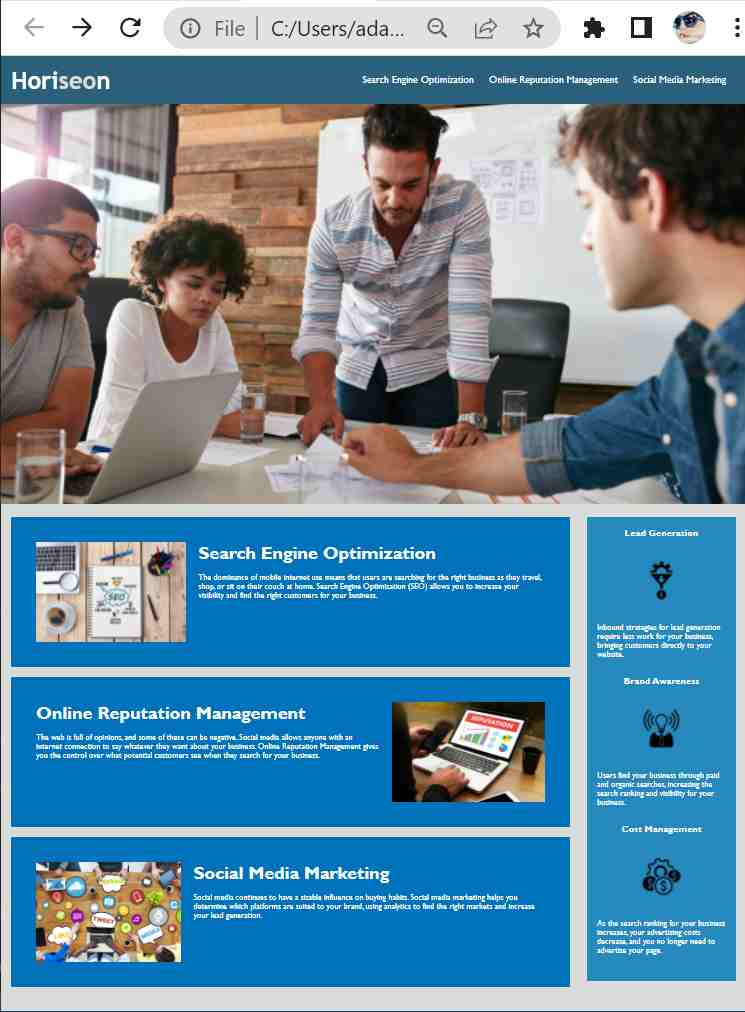 File | C:/Users/ada...
Horiseon
Search Engine Optimization Online Reputation Management Social Media Marketing
Search Engine Optimization
The dominance of mobile internet use means that users are searching for the right business as they travel,
shop, or sit on their couch at home. Search Engine Optimization (SEO) allows you to increase your
visibility and find the right customers for your business.
SEO
Online Reputation Management
The web is full of opinions, and some of these can be negative. Social media allows anyone with an
internet connection to say whatever they want about your business. Online Reputation Management gives
you the control over what potential customers see when they search for your business.
REPUTATION
Social Media Marketing
Social media continues to have a sizable influence on buying habits. Social media marketing helps you
determine which platforms are suited to your brand, using analytics to find the right markets and increase
your lead generation.
TWEET
LIKE
Lead Generation
Inbound strategies for lead generation
require less work for your business,
bringing customers directly to your
website.
Brand Awareness
Users find your business through paid
and organic searches, increasing the
search ranking and visibility for your
business.
Cost Management
As the search ranking for your business
increases, your advertising costs
decrease, and you no longer need to
advertise your page.